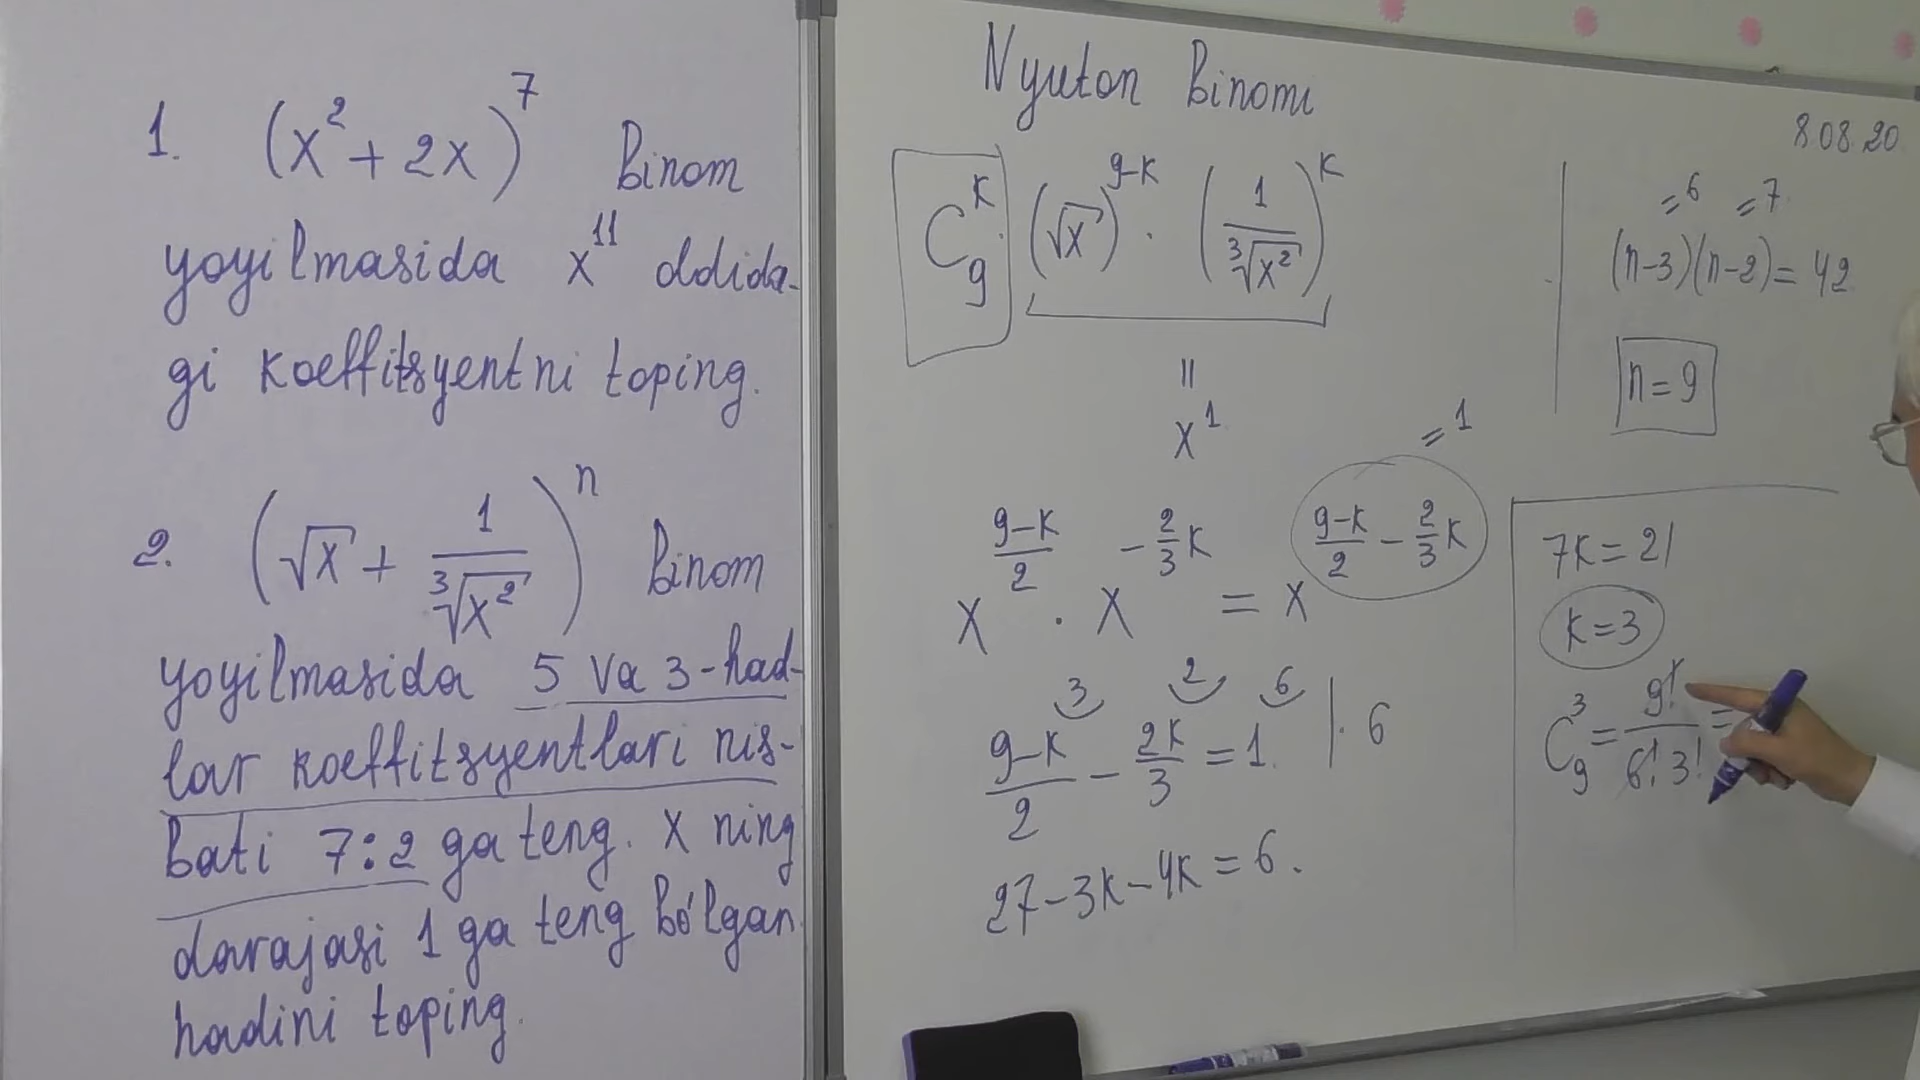 1. (x² + 2x)⁷ Binom
yoyilmasida x¹¹ oldida-
gi koeffitsyentni toping.
2. (√x + 1/∛x²)ⁿ Binom
yoyilmasida 5 va 3-had-
lar koeffitsyentlari nis-
bati 7:2 ga teng. x ning
darajasi 1 ga teng bo'lgan
hadini toping.
Nyuton Binomi
8.08.20
C₉ᵏ · (√x)⁹⁻ᵏ · (1/∛x²)ᵏ
=
x¹
x^((9-k)/2) · x^(-2/3 k) = x^((9-k)/2 - 2/3 k)
=1
3 2 6
(9-k)/2 - 2k/3 = 1 | · 6
27-3k-4k=6.
=6 =7
(n-3)(n-2)=42
n=9
7k=21
k=3
C₉³ = 9!/(6! 3!) =